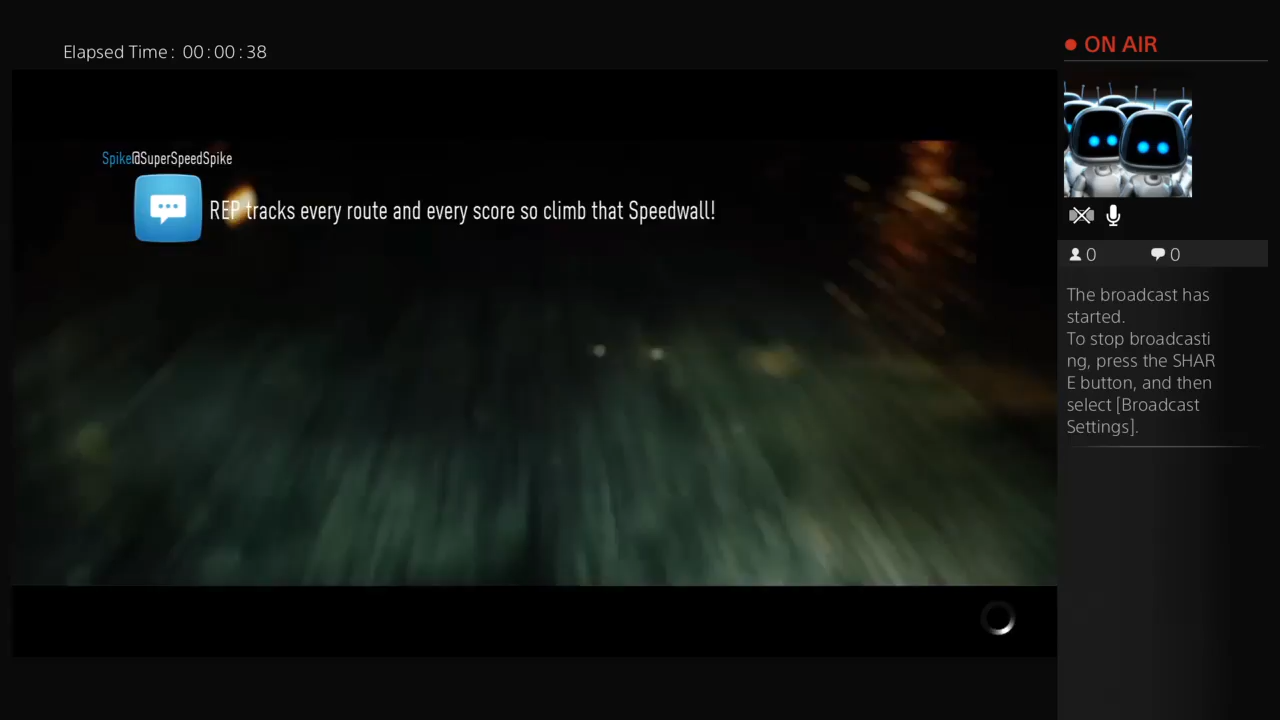 Elapsed Time: 00:00:38
ON AIR
Spike@SuperSpeedSpike
REP tracks every route and every score so climb that Speedwall!
0 0
The broadcast has
started.
To stop broadcasti
ng, press the SHAR
E button, and then
select [Broadcast
Settings].